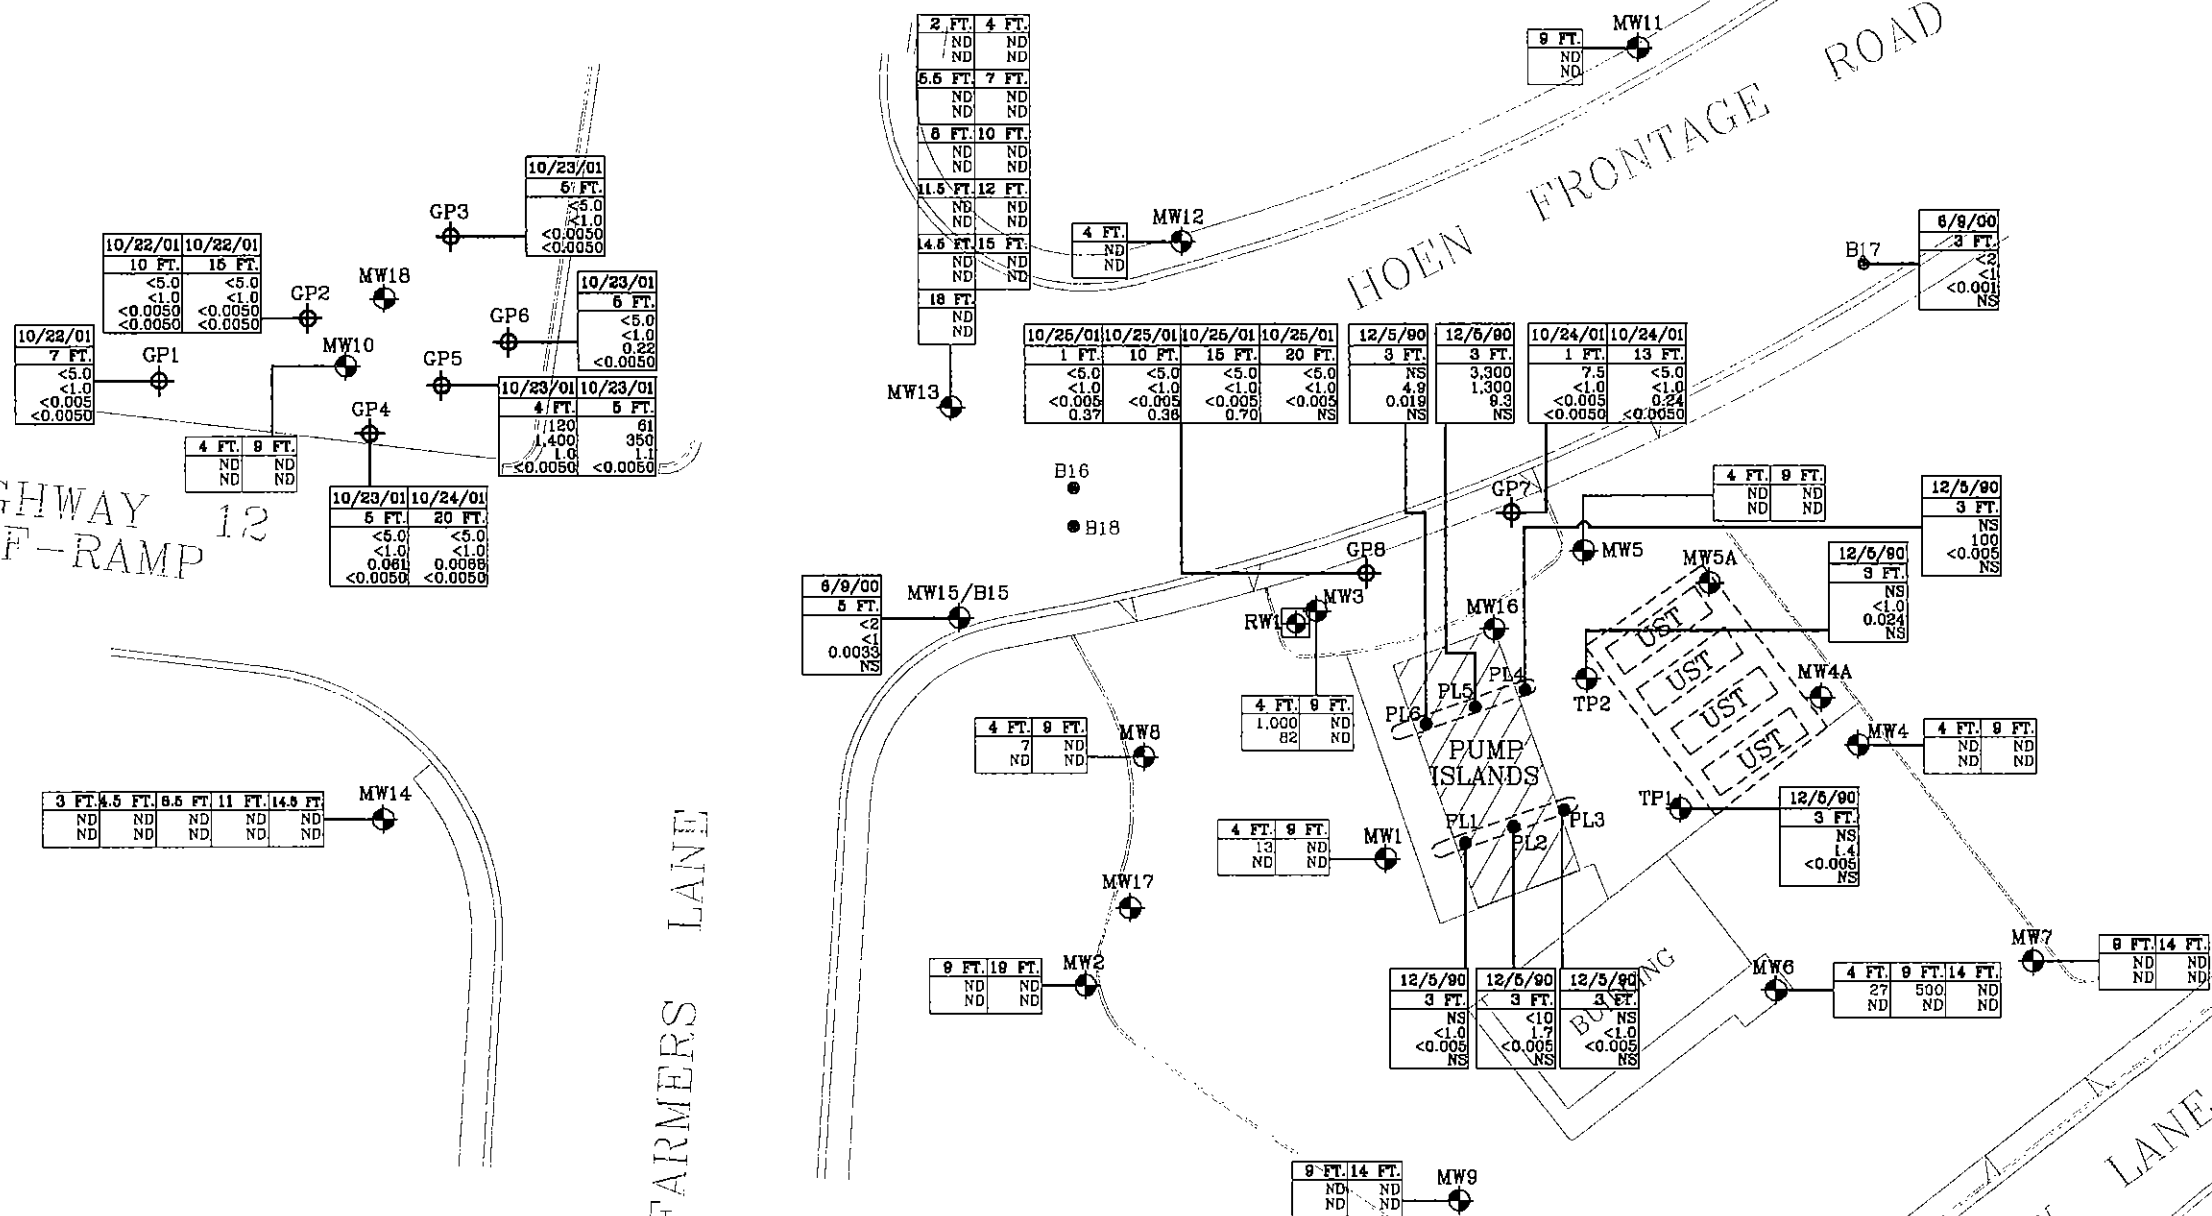 2 FT. 4 FT.
ND ND
ND ND
5.5 FT. 7 FT.
ND ND
ND ND
8 FT. 10 FT.
ND ND
ND ND
11.5 FT. 12 FT.
ND ND
ND ND
14.5 FT. 15 FT.
ND ND
ND ND
18 FT.
ND
ND
MW13
9 FT.
ND
ND
MW11
HOEN FRONTAGE ROAD
4 FT.
ND
ND
MW12
B17
6/9/00
3 FT.
<2
<1
<0.001
NS
10/23/01
5 FT.
<5.0
<1.0
<0.0050
<0.0050
GP3
10/22/01 10/22/01
10 FT. 15 FT.
<5.0 <5.0
<1.0 <1.0
<0.0050 <0.0050
<0.0050 <0.0050
GP2
MW18
10/23/01
6 FT.
<5.0
<1.0
0.22
<0.0050
GP6
10/22/01
7 FT.
<5.0
<1.0
<0.005
<0.0050
GP1
MW10
4 FT. 9 FT.
ND ND
ND ND
GP5
10/23/01 10/23/01
4 FT. 5 FT.
120 61
1,400 350
1.0 1.1
<0.0050 <0.0050
GP4
10/23/01 10/24/01
5 FT. 20 FT.
<5.0 <5.0
<1.0 <1.0
0.061 0.0068
<0.0050 <0.0050
GHWAY 12
F-RAMP
10/25/01 10/25/01 10/25/01 10/25/01
1 FT. 10 FT. 15 FT. 20 FT.
<5.0 <5.0 <5.0 <5.0
<1.0 <1.0 <1.0 <1.0
<0.005 <0.005 <0.005 <0.005
0.37 0.36 0.70 NS
12/5/90
3 FT.
NS
4.9
0.019
NS
12/5/90
3 FT.
3,300
1,300
9.3
NS
10/24/01 10/24/01
1 FT. 13 FT.
7.5 <5.0
<1.0 <1.0
<0.005 0.24
<0.0050 <0.0050
B16
B18
GP7
GP8
4 FT. 9 FT.
ND ND
ND ND
MW5
12/5/90
3 FT.
NS
100
<0.005
NS
MW5A
12/5/90
3 FT.
NS
<1.0
0.024
NS
6/9/00
5 FT.
<2
<1
0.0033
NS
MW15/B15
RW1
MW3
MW16
UST
UST
UST
UST
TP2
MW4A
PL4
PL5
PL6
4 FT. 9 FT.
1,000 ND
82 ND
PUMP
ISLANDS
4 FT. 9 FT.
7 ND
ND ND
MW8
MW4
4 FT. 9 FT.
ND ND
ND ND
3 FT. 4.5 FT. 6.5 FT 11 FT. 14.5 FT.
ND ND ND ND ND
ND ND ND ND ND
MW14
4 FT. 9 FT.
13 ND
ND ND
MW1
PL1
PL2
PL3
TP1
12/5/90
3 FT.
NS
1.4
<0.005
NS
MW17
FARMERS LANE
9 FT. 19 FT.
ND ND
ND ND
MW2
12/5/90
3 FT.
NS
<1.0
<0.005
NS
12/5/90
3 FT.
<10
1.7
<0.005
NS
12/5/90
3 FT.
NS
<1.0
<0.005
NS
BUILDING
MW6
4 FT. 9 FT. 14 FT.
27 500 ND
ND ND ND
MW7
9 FT. 14 FT.
ND ND
ND ND
9 FT. 14 FT.
ND ND
ND ND
MW9
LANE